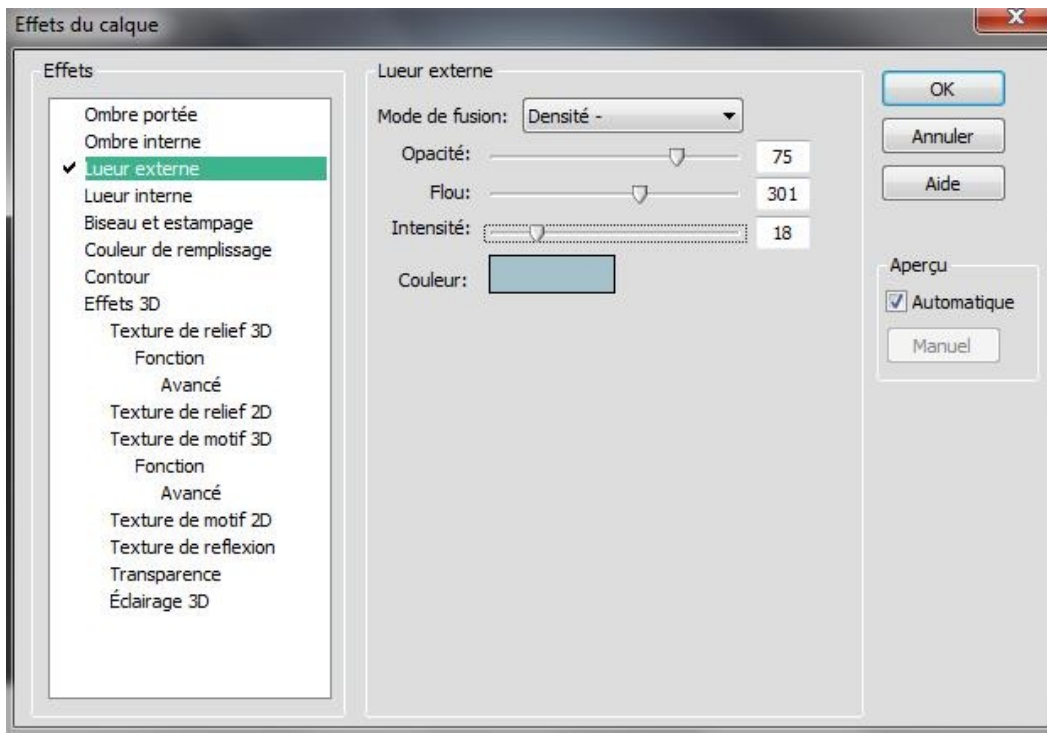 Effets du calque
Effets
Ombre portée
Ombre interne
Lueur externe
Lueur interne
Biseau et estampage
Couleur de remplissage
Contour
Effets 3D
Texture de relief 3D
Fonction
Avancé
Texture de relief 2D
Texture de motif 3D
Fonction
Avancé
Texture de motif 2D
Texture de reflexion
Transparence
Éclairage 3D
Lueur externe
Mode de fusion: Densité -
Opacité: 75
Flou: 301
Intensité: 18
Couleur:
OK
Annuler
Aide
Aperçu
Automatique
Manuel